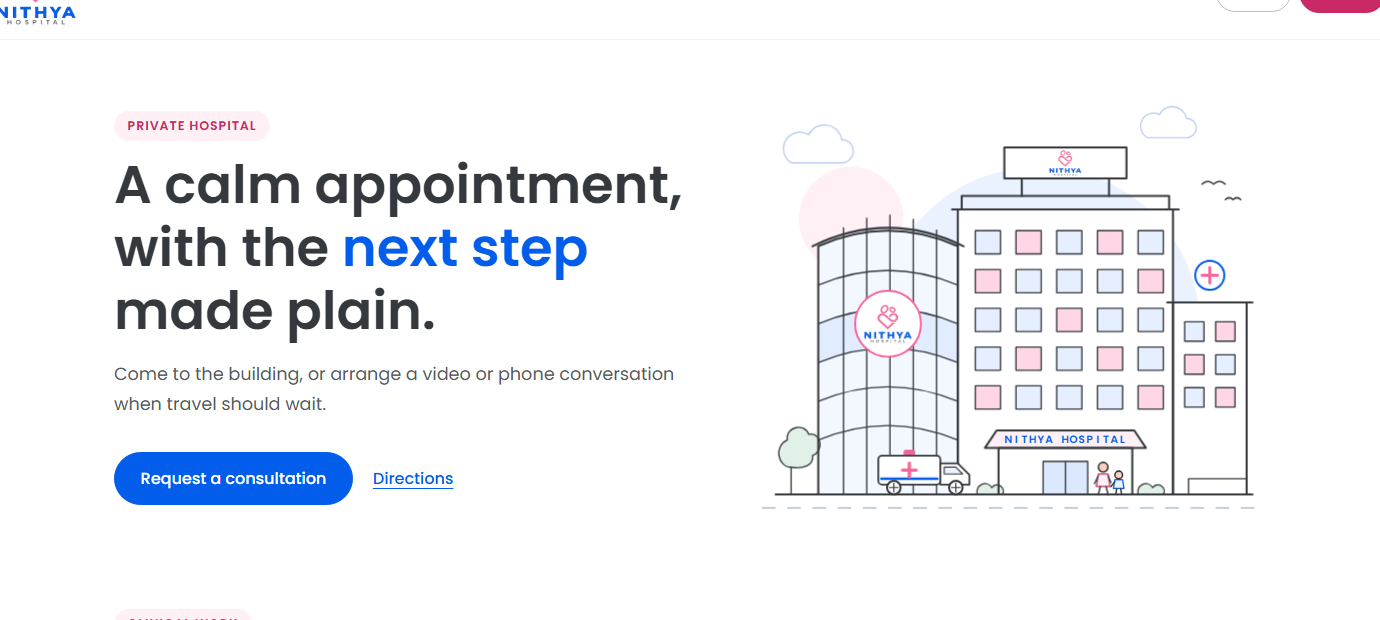 NITHYA
HOSPITAL
PRIVATE HOSPITAL
A calm appointment,
with the next step
made plain.
Come to the building, or arrange a video or phone conversation
when travel should wait.
Request a consultation
Directions
NITHYA
NITHYA
HOSPITAL
NITHYA HOSPITAL